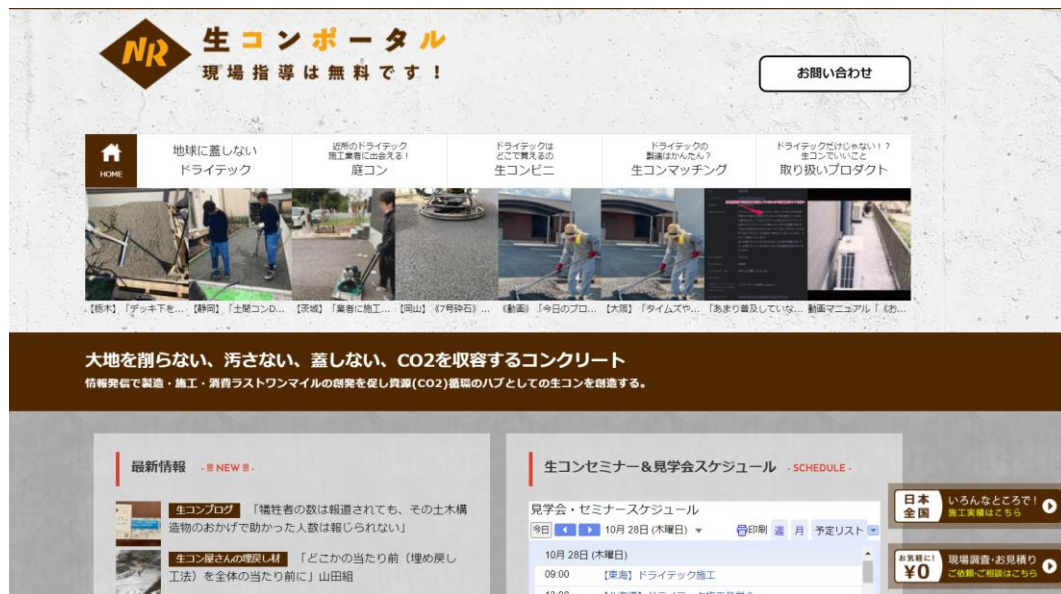 NR
生コンポータル
現場指導は無料です!
お問い合わせ
HOME
地球に蓋しない
ドライテック
近所のドライテック
施工業者に出会える!
庭コン
ドライテックは
どこで買えるの
生コンビニ
ドライテックの
製造はかんたん?
生コンマッチング
ドライテックだけじゃない!?
生コンでいいこと
取り扱いプロダクト
【栃木】「デッキ下を...
【静岡】「土間コンD...
【茨城】「業者に施工...
【岡山】《7号砕石》...
《動画》「今日のプロ...
【大阪】「タイムズや...
「あまり普及していな...
動画マニュアル「《お...
大地を削らない、汚さない、蓋しない、CO2を収容するコンクリート
情報発信で製造・施工・消費ラストワンマイルの創発を促し資源(CO2)循環のハブとしての生コンを創造する。
最新情報 - NEW -
生コンブログ 「犠牲者の数は報道されても、その土木構
造物のおかげで助かった人数は報じられない」
生コン屋さんの埋戻し材 「どこかの当たり前(埋め戻し
工法)を全体の当たり前に」山田組
生コンセミナー&見学会スケジュール - SCHEDULE -
見学会・セミナースケジュール
今日 10月 28日 (木曜日) 印刷 週 月 予定リスト
10月 28日 (木曜日)
09:00 【東海】ドライテック施工
日本全国 いろんなところで!
施工実績はこちら
お気軽に! ¥0 現場調査・お見積り
ご依頼・ご相談はこちら